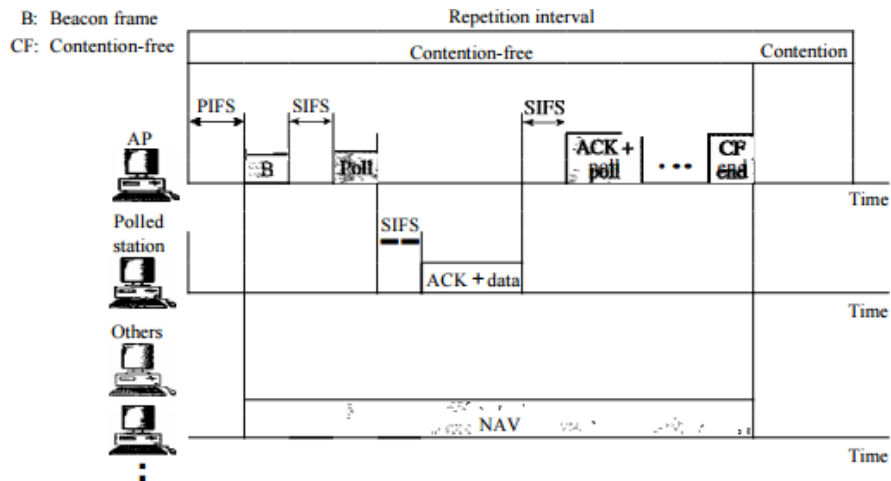 B: Beacon frame
Repetition interval
CF: Contention-free
Contention-free
Contention
PIFS
SIFS
SIFS
AP
B
Poll
ACK +
poll
• • •
CF
end
Time
Polled
station
SIFS
ACK + data
Time
Others
NAV
Time